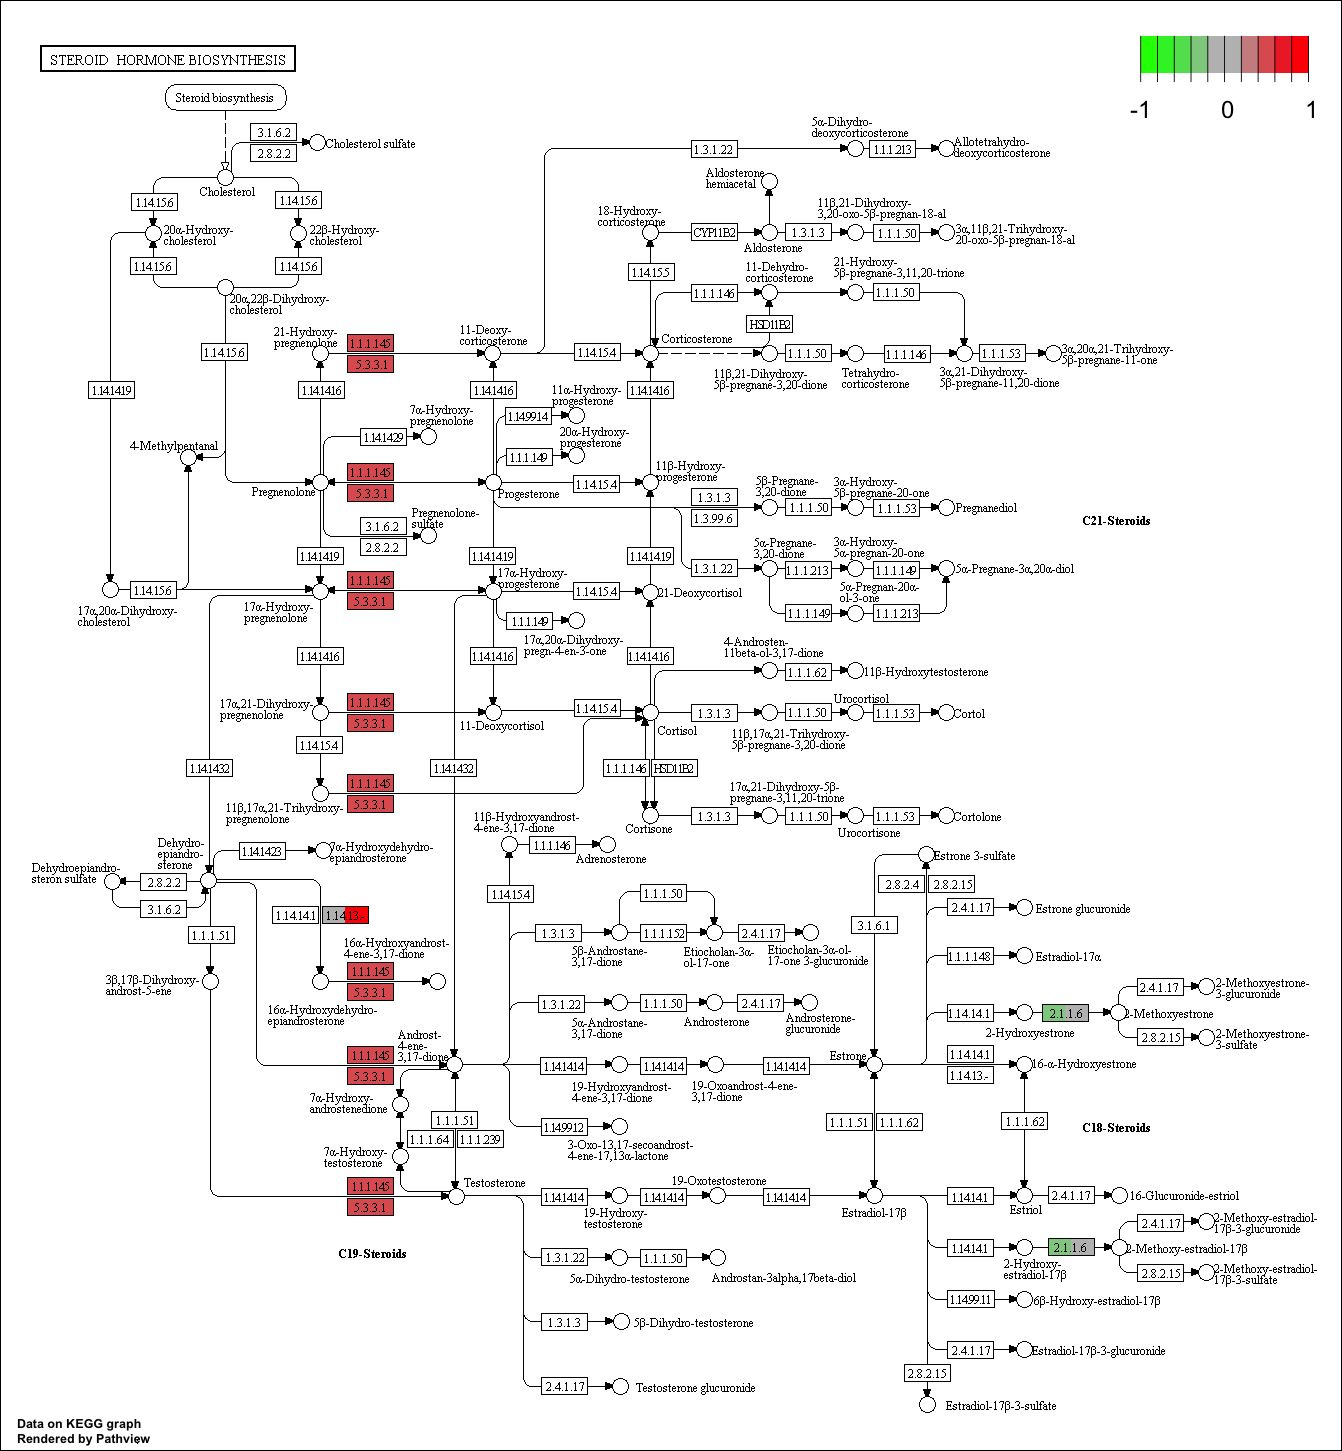 STEROID HORMONE BIOSYNTHESIS
-1
0
1
Steroid biosynthesis
3.1.6.2
2.8.2.2
Cholesterol sulfate
Cholesterol
1.14.15.6
1.14.15.6
20α-Hydroxy-
cholesterol
22β-Hydroxy-
cholesterol
1.14.15.6
1.14.15.6
20α,22β-Dihydroxy-
cholesterol
1.14.15.6
1.14.14.19
4-Methylpentanal
1.14.15.6
17α,20α-Dihydroxy-
cholesterol
21-Hydroxy-
pregnenolone
1.1.1.145
5.3.3.1
11-Deoxy-
corticosterone
1.14.14.16
1.14.14.16
1.14.14.16
7α-Hydroxy-
pregnenolone
1.14.14.29
1.1.1.145
5.3.3.1
Pregnenolone
Progesterone
3.1.6.2
2.8.2.2
Pregnenolone-
sulfate
11α-Hydroxy-
progesterone
1.14.99.14
20α-Hydroxy-
progesterone
1.1.1.149
1.14.15.4
11β-Hydroxy-
progesterone
1.14.15.4
Corticosterone
1.14.15.5
18-Hydroxy-
corticosterone
CYP11B2
Aldosterone
hemiacetal
Aldosterone
1.3.1.22
5α-Dihydro-
deoxycorticosterone
1.1.1.213
Allotetrahydro-
deoxycorticosterone
11β,21-Dihydroxy-
3,20-oxo-5β-pregnan-18-al
1.3.1.3
1.1.1.50
3α,11β,21-Trihydroxy-
20-oxo-5β-pregnan-18-al
1.1.1.146
11-Dehydro-
corticosterone
21-Hydroxy-
5β-pregnane-3,11,20-trione
1.1.1.50
HSD11B2
11β,21-Dihydroxy-
5β-pregnane-3,20-dione
1.1.1.50
Tetrahydro-
corticosterone
1.1.1.146
3α,21-Dihydroxy-
5β-pregnane-11,20-dione
1.1.1.53
3α,20α,21-Trihydroxy-
5β-pregnane-11-one
1.3.1.3
1.3.99.6
5β-Pregnane-
3,20-dione
1.1.1.50
3α-Hydroxy-
5β-pregnane-20-one
1.1.1.53
Pregnanediol
C21-Steroids
1.3.1.22
5α-Pregnane-
3,20-dione
1.1.1.213
3α-Hydroxy-
5α-pregnan-20-one
1.1.1.149
5α-Pregnane-3α,20α-diol
1.1.1.149
5α-Pregnan-20α-
ol-3-one
1.1.1.213
1.14.14.19
1.14.14.19
1.14.14.19
1.1.1.145
5.3.3.1
17α-Hydroxy-
pregnenolone
17α-Hydroxy-
progesterone
1.14.15.4
21-Deoxycortisol
1.1.1.149
17α,20α-Dihydroxy-
pregn-4-en-3-one
1.14.14.16
1.14.14.16
1.14.14.16
17α,21-Dihydroxy-
pregnenolone
1.1.1.145
5.3.3.1
11-Deoxycortisol
1.14.15.4
Cortisol
4-Androsten-
11beta-ol-3,17-dione
1.1.1.62
11β-Hydroxytestosterone
1.3.1.3
11β,17α,21-Trihydroxy-
5β-pregnane-3,20-dione
1.1.1.50
Urocortisol
1.1.1.53
Cortol
1.14.15.4
1.14.14.32
1.14.14.32
1.1.1.146
HSD11B2
11β,17α,21-Trihydroxy-
pregnenolone
1.1.1.145
5.3.3.1
Cortisone
1.3.1.3
17α,21-Dihydroxy-5β-
pregnane-3,11,20-trione
1.1.1.50
Urocortisone
1.1.1.53
Cortolone
Dehydroepiandro-
steron sulfate
Dehydro-
epiandro-
sterone
2.8.2.2
3.1.6.2
1.14.14.23
7α-Hydroxydehydro-
epiandrosterone
1.14.14.1
1.14.13.-
1.1.1.51
3β,17β-Dihydroxy-
androst-5-ene
16α-Hydroxyandrost-
4-ene-3,17-dione
1.1.1.145
5.3.3.1
16α-Hydroxydehydro-
epiandrosterone
11β-Hydroxyandrost-
4-ene-3,17-dione
1.1.1.146
Adrenosterone
1.14.15.4
1.3.1.3
5β-Androstane-
3,17-dione
1.1.1.50
1.1.1.152
Etiocholan-3α-
ol-17-one
2.4.1.17
Etiocholan-3α-ol-
17-one 3-glucuronide
1.3.1.22
5α-Androstane-
3,17-dione
1.1.1.50
Androsterone
2.4.1.17
Androsterone-
glucuronide
1.1.1.145
5.3.3.1
Androst-
4-ene-
3,17-dione
1.14.14.14
19-Hydroxyandrost-
4-ene-3,17-dione
1.14.14.14
19-Oxoandrost-4-ene-
3,17-dione
1.14.14.14
Estrone
7α-Hydroxy-
androstenedione
1.1.1.51
1.1.1.64
1.1.1.239
7α-Hydroxy-
testosterone
1.14.99.12
3-Oxo-13,17-secoandrost-
4-ene-17,13α-lactone
1.1.1.145
5.3.3.1
Testosterone
1.14.14.14
19-Hydroxy-
testosterone
1.14.14.14
19-Oxotestosterone
1.14.14.14
Estradiol-17β
C19-Steroids
1.3.1.22
5α-Dihydro-testosterone
1.1.1.50
Androstan-3alpha,17beta-diol
1.3.1.3
5β-Dihydro-testosterone
2.4.1.17
Testosterone glucuronide
Estrone 3-sulfate
2.8.2.4
2.8.2.15
3.1.6.1
2.4.1.17
Estrone glucuronide
1.1.1.148
Estradiol-17α
1.14.14.1
2-Hydroxyestrone
2.1.1.6
2-Methoxyestrone
2.4.1.17
2-Methoxyestrone-
3-glucuronide
2.8.2.15
2-Methoxyestrone-
3-sulfate
1.14.14.1
1.14.13.-
16-α-Hydroxyestrone
1.1.1.51
1.1.1.62
1.1.1.62
C18-Steroids
1.14.14.1
Estriol
2.4.1.17
16-Glucuronide-estriol
1.14.14.1
2-Hydroxy-
estradiol-17β
2.1.1.6
2-Methoxy-estradiol-17β
2.4.1.17
2-Methoxy-estradiol-
17β-3-glucuronide
2.8.2.15
2-Methoxy-estradiol-
17β-3-sulfate
1.14.99.11
6β-Hydroxy-estradiol-17β
2.4.1.17
Estradiol-17β-3-glucuronide
2.8.2.15
Estradiol-17β-3-sulfate
Data on KEGG graph
Rendered by Pathview